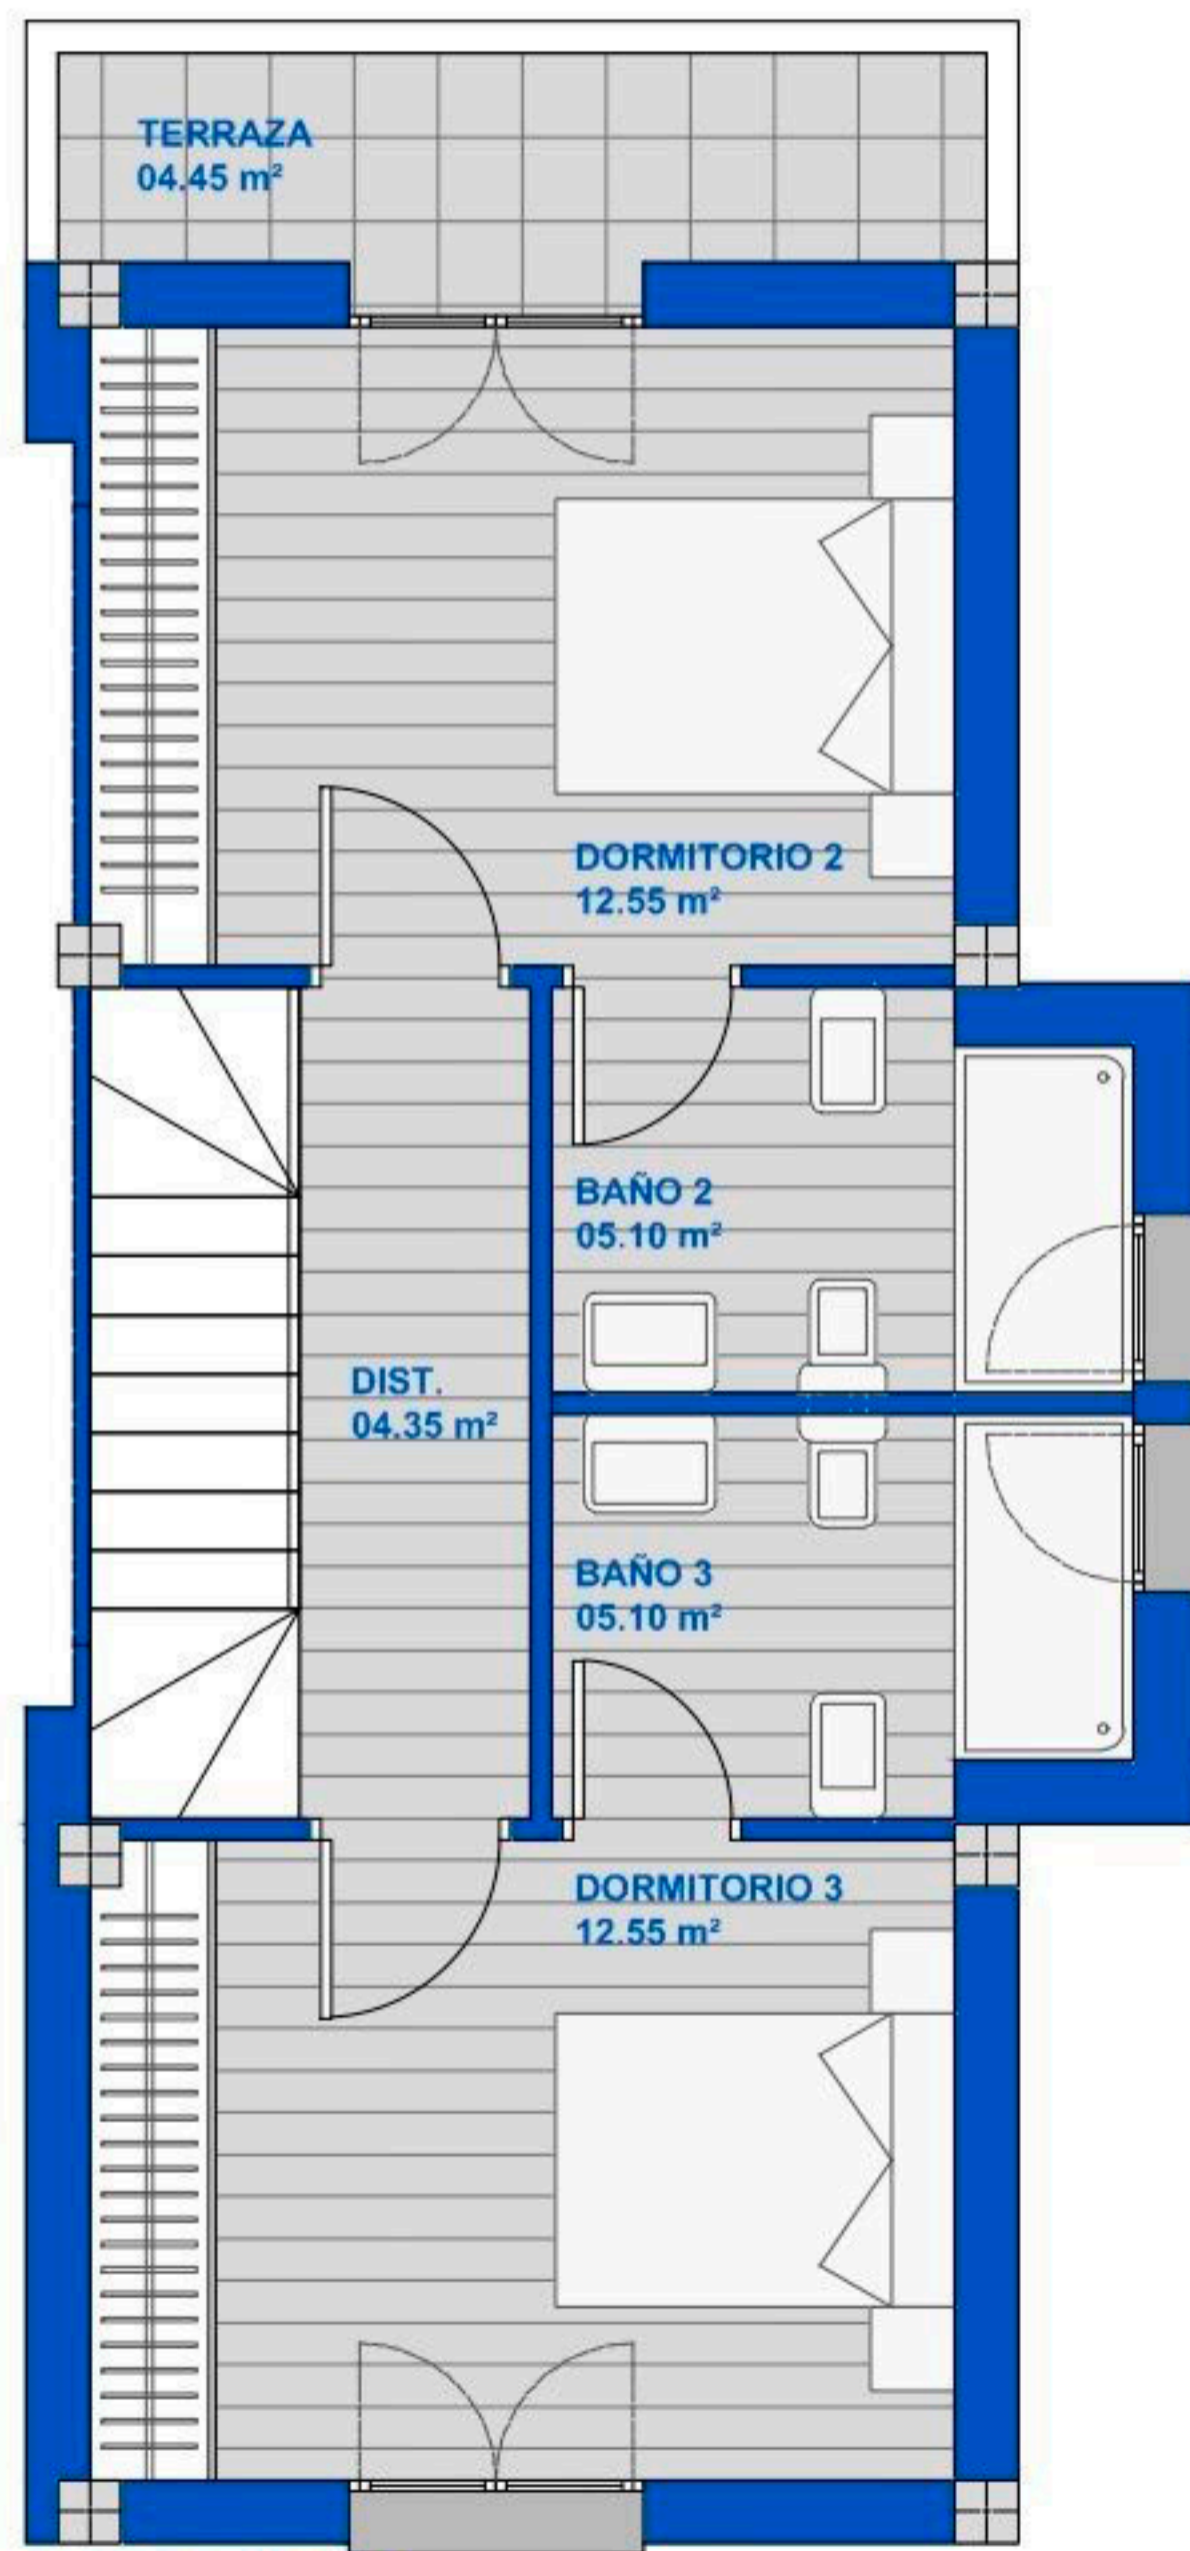 TERRAZA
04.45 m²
DORMITORIO 2
12.55 m²
BAÑO 2
05.10 m²
DIST.
04.35 m²
BAÑO 3
05.10 m²
DORMITORIO 3
12.55 m²